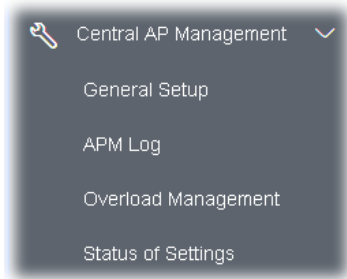 Central AP Management
General Setup
APM Log
Overload Management
Status of Settings